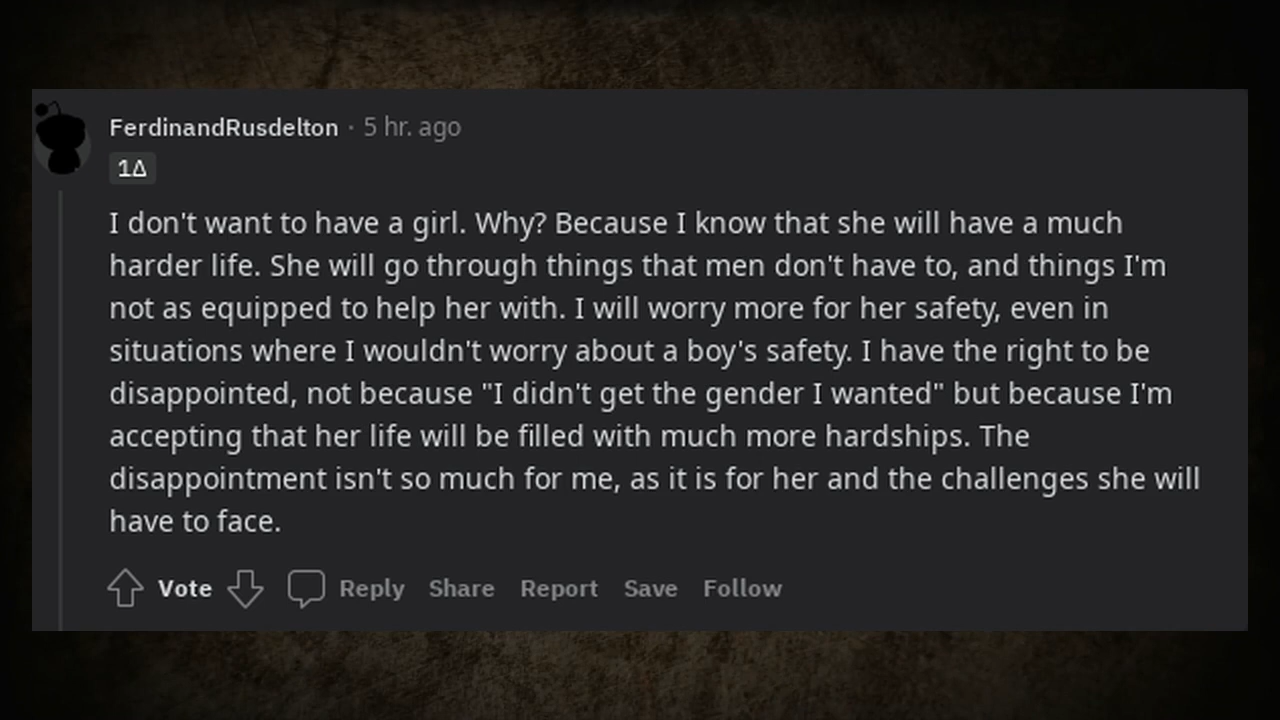 FerdinandRusdelton · 5 hr. ago
1Δ
I don't want to have a girl. Why? Because I know that she will have a much
harder life. She will go through things that men don't have to, and things I'm
not as equipped to help her with. I will worry more for her safety, even in
situations where I wouldn't worry about a boy's safety. I have the right to be
disappointed, not because "I didn't get the gender I wanted" but because I'm
accepting that her life will be filled with much more hardships. The
disappointment isn't so much for me, as it is for her and the challenges she will
have to face.
Vote Reply Share Report Save Follow